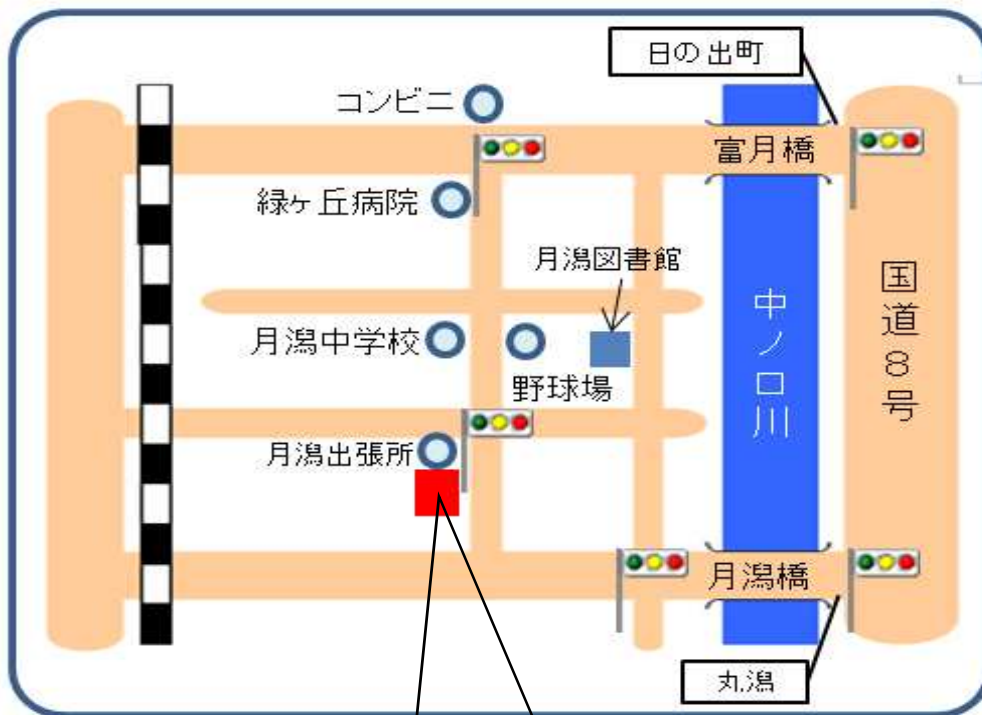 日の出町
コンビニ
富月橋
緑ヶ丘病院
月潟図書館
国道8号
中ノ口川
月潟中学校
野球場
月潟出張所
月潟橋
丸潟